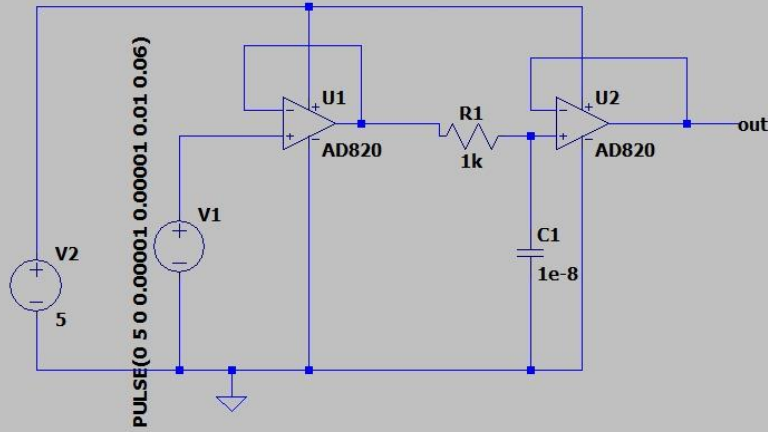 PULSE(0 5 0 0.00001 0.00001 0.01 0.06)
V2
5
V1
U1
AD820
R1
1k
C1
1e-8
U2
AD820
out